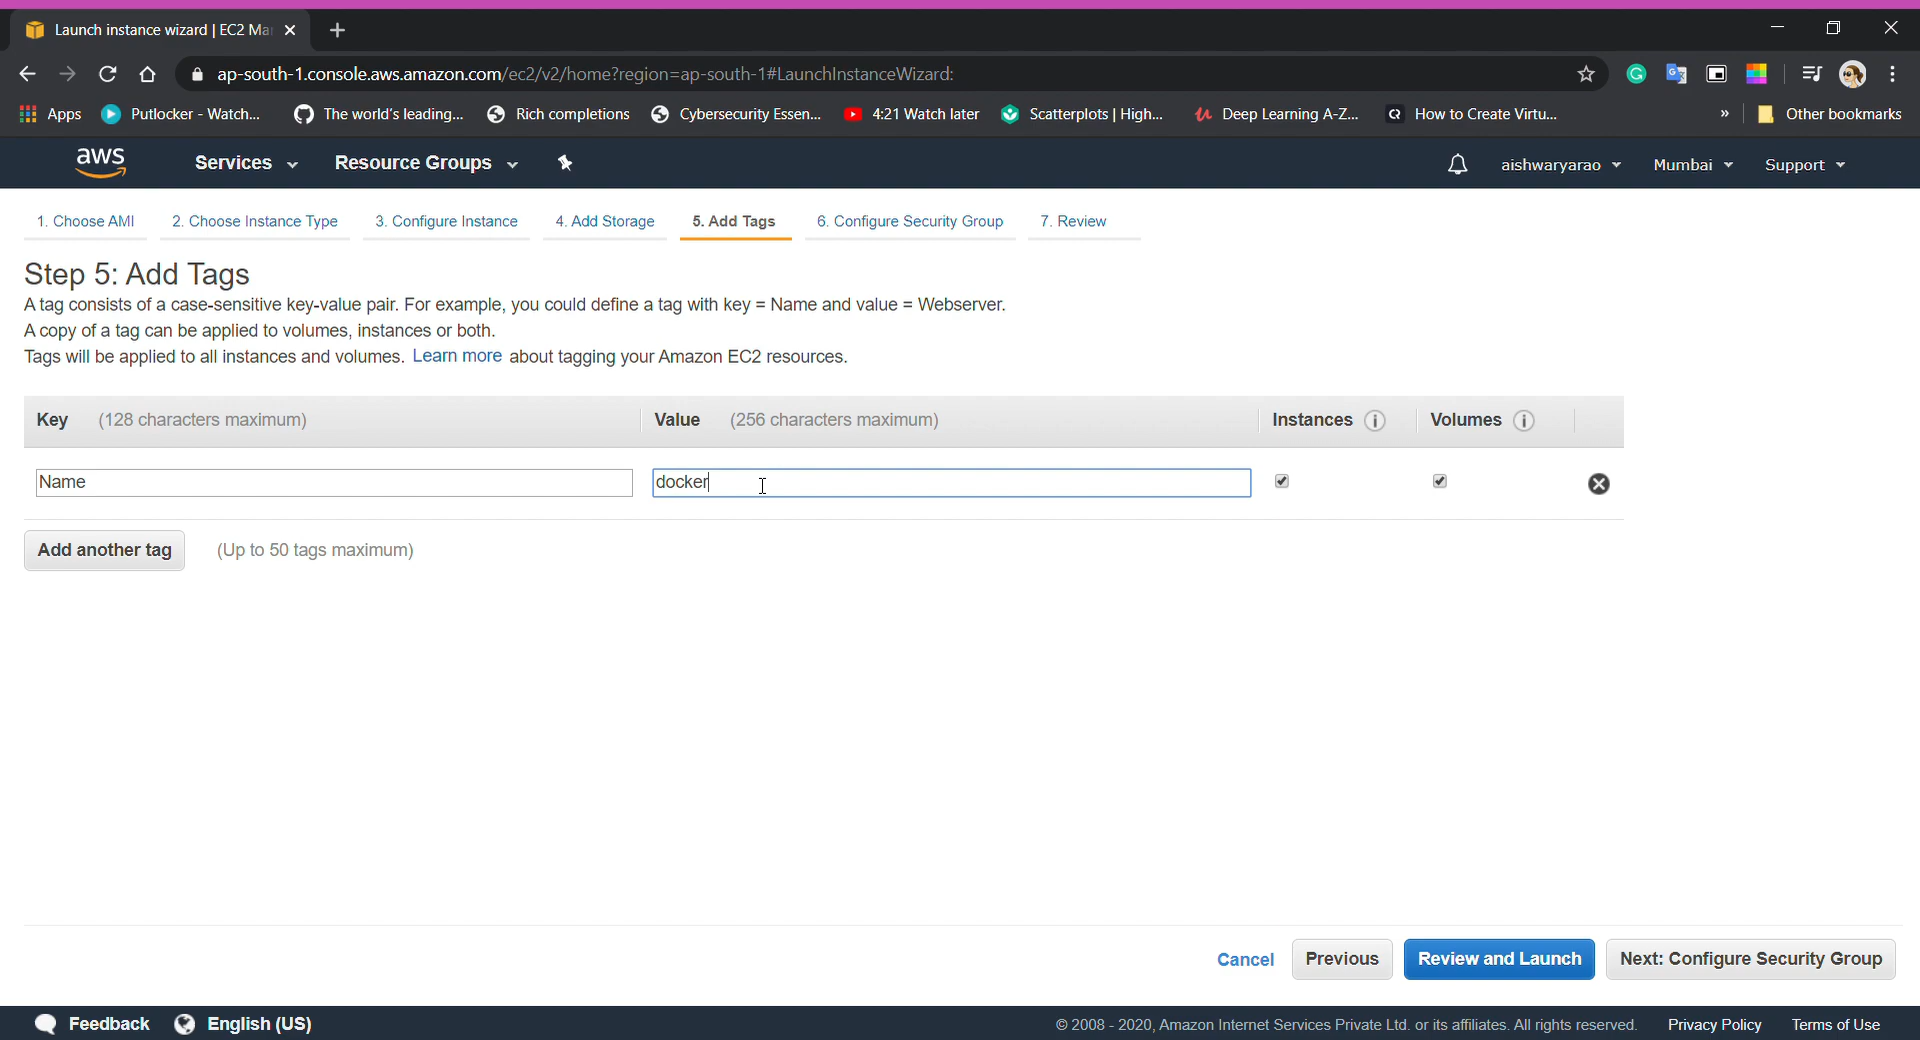 Launch instance wizard | EC2 Ma
ap-south-1.console.aws.amazon.com/ec2/v2/home?region=ap-south-1#LaunchInstanceWizard:
Apps Putlocker - Watch... The world's leading... Rich completions Cybersecurity Essen... 4:21 Watch later Scatterplots | High... Deep Learning A-Z... How to Create Virtu... » Other bookmarks
aws Services Resource Groups aishwaryarao Mumbai Support
1. Choose AMI 2. Choose Instance Type 3. Configure Instance 4. Add Storage 5. Add Tags 6. Configure Security Group 7. Review
Step 5: Add Tags
A tag consists of a case-sensitive key-value pair. For example, you could define a tag with key = Name and value = Webserver.
A copy of a tag can be applied to volumes, instances or both.
Tags will be applied to all instances and volumes. Learn more about tagging your Amazon EC2 resources.
Key (128 characters maximum) Value (256 characters maximum) Instances i Volumes i
Name docker
Add another tag (Up to 50 tags maximum)
Cancel Previous Review and Launch Next: Configure Security Group
Feedback English (US) © 2008 - 2020, Amazon Internet Services Private Ltd. or its affiliates. All rights reserved. Privacy Policy Terms of Use